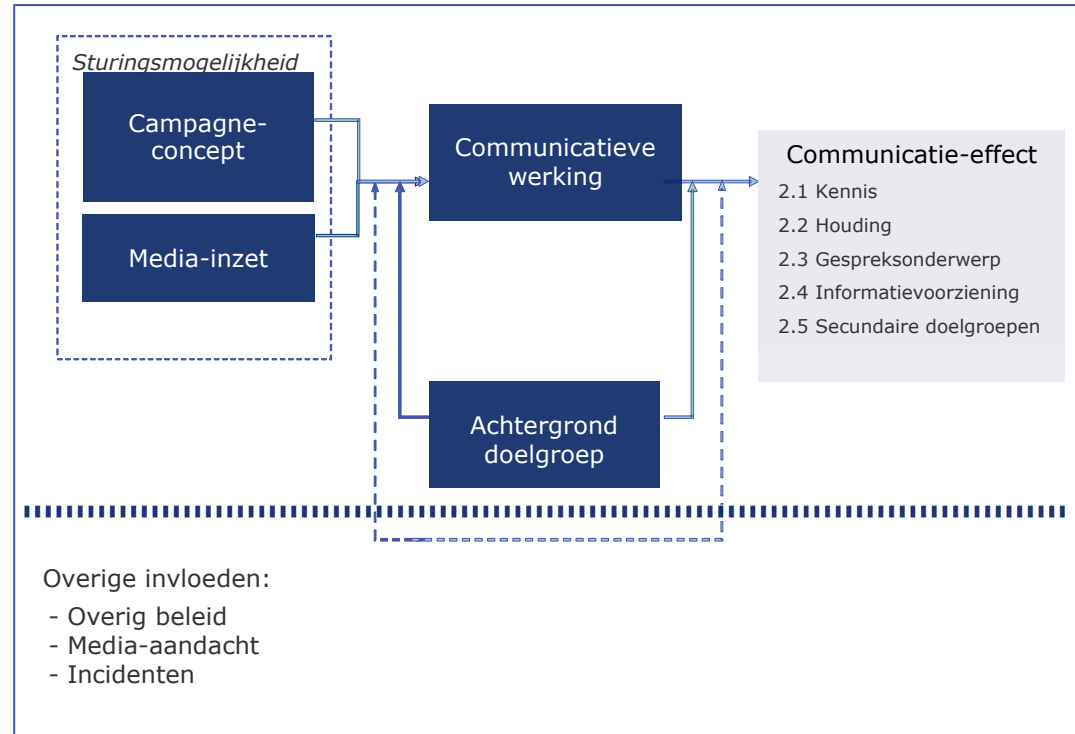 Sturingsmogelijkheid
Campagne-
concept
Media-inzet
Communicatieve
werking
Achtergrond
doelgroep
Communicatie-effect
2.1 Kennis
2.2 Houding
2.3 Gespreksonderwerp
2.4 Informatievoorziening
2.5 Secundaire doelgroepen
Overige invloeden:
- Overig beleid
- Media-aandacht
- Incidenten